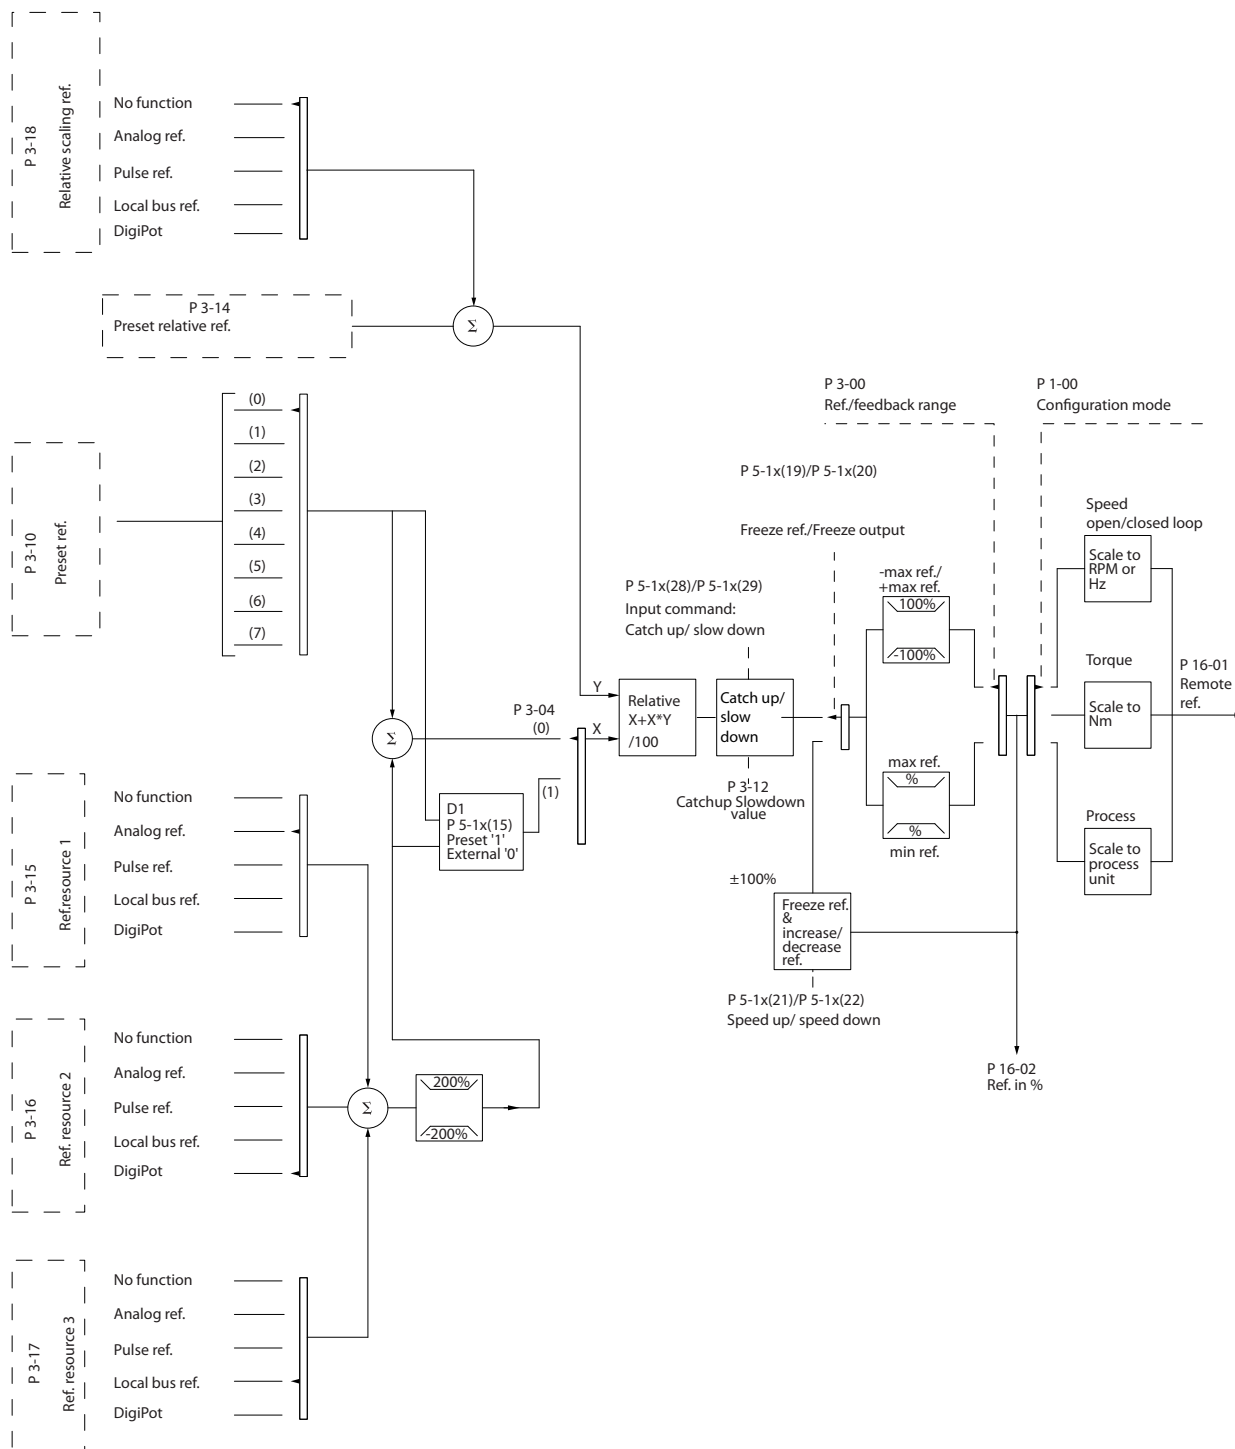 P 3-18
Relative scaling ref.
No function
Analog ref.
Pulse ref.
Local bus ref.
DigiPot
P 3-14
Preset relative ref.
Σ
P 3-10
Preset ref.
(0)
(1)
(2)
(3)
(4)
(5)
(6)
(7)
Σ
P 3-04
(0)
(1)
Y
X
D1
P 5-1x(15)
Preset '1'
External '0'
Relative
X+X*Y
/100
P 5-1x(28)/P 5-1x(29)
Input command:
Catch up/ slow down
Catch up/
slow
down
P 3-12
Catchup Slowdown
value
P 5-1x(19)/P 5-1x(20)
Freeze ref./Freeze output
±100%
Freeze ref.
&
increase/
decrease
ref.
P 5-1x(21)/P 5-1x(22)
Speed up/ speed down
P 3-00
Ref./feedback range
-max ref./
+max ref.
100%
-100%
max ref.
%
%
min ref.
P 1-00
Configuration mode
Speed
open/closed loop
Scale to
RPM or
Hz
Torque
Scale to
Nm
Process
Scale to
process
unit
P 16-01
Remote
ref.
P 16-02
Ref. in %
P 3-15
Ref.resource 1
No function
Analog ref.
Pulse ref.
Local bus ref.
DigiPot
P 3-16
Ref. resource 2
No function
Analog ref.
Pulse ref.
Local bus ref.
DigiPot
Σ
200%
-200%
P 3-17
Ref. resource 3
No function
Analog ref.
Pulse ref.
Local bus ref.
DigiPot